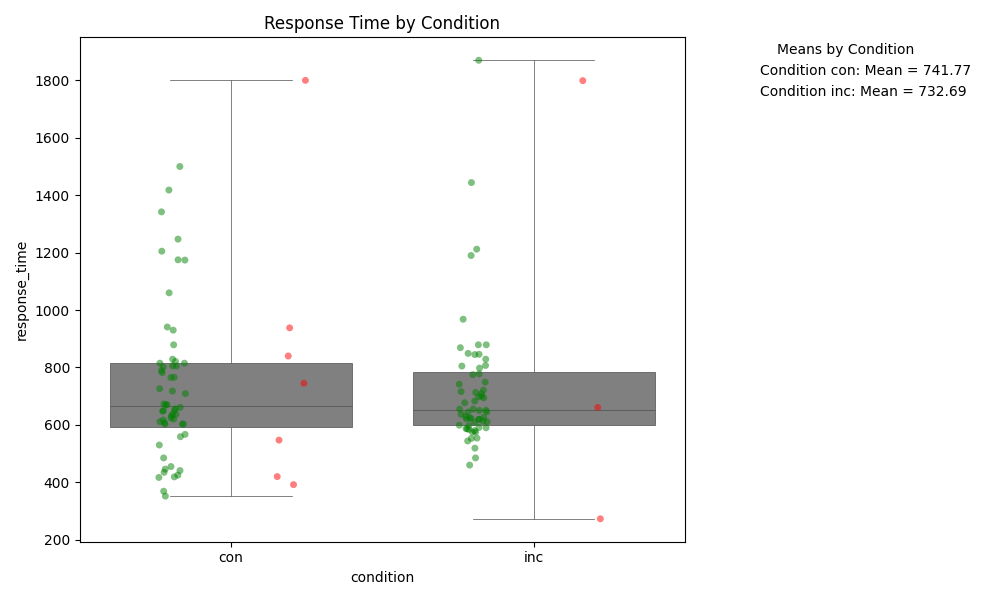 Response Time by Condition
Means by Condition
Condition con: Mean = 741.77
Condition inc: Mean = 732.69
response_time
1800
1600
1400
1200
1000
800
600
400
200
con
inc
condition